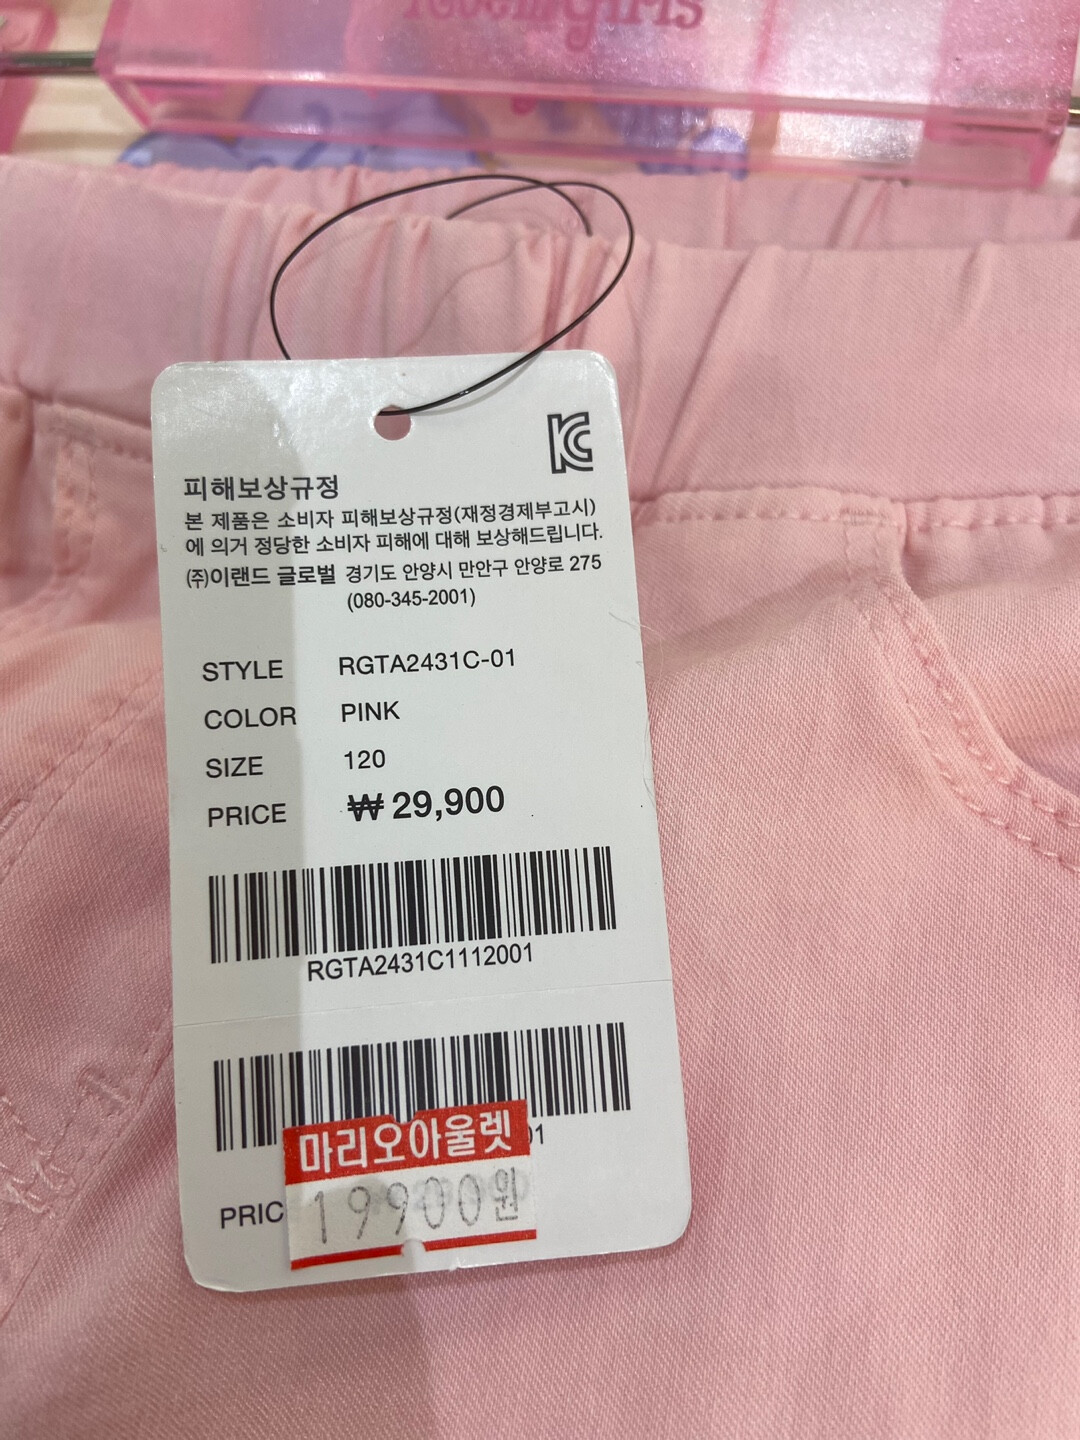 girls
KC
피해보상규정
본 제품은 소비자 피해보상규정(재정경제부고시)
에 의거 정당한 소비자 피해에 대해 보상해드립니다.
(주)이랜드 글로벌 경기도 안양시 만안구 안양로 275
(080-345-2001)
STYLE RGTA2431C-01
COLOR PINK
SIZE 120
PRICE ₩ 29,900
RGTA2431C1112001
01
마리오아울렛
PRIC 19900원